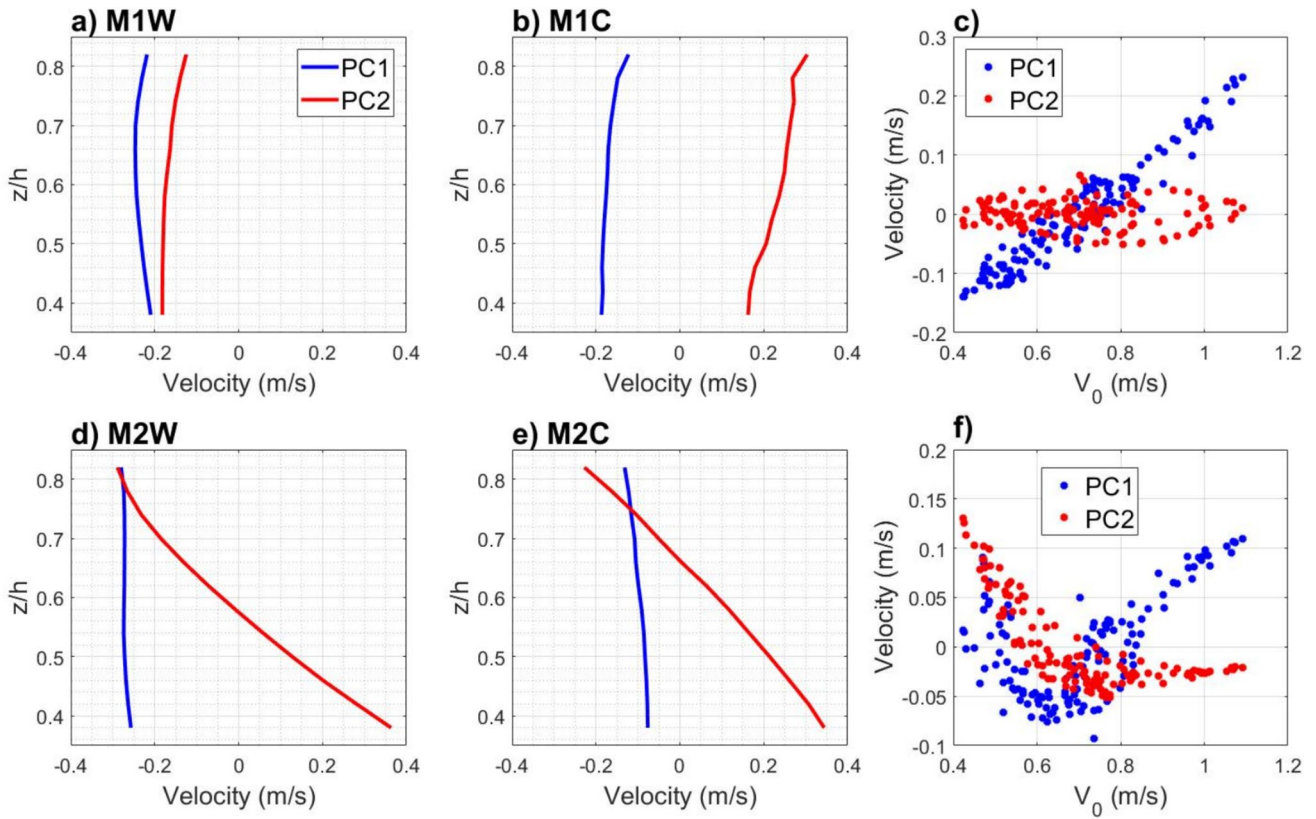 a) M1W
PC1
PC2
0.8
0.7
0.6
0.5
0.4
z/h
-0.4
-0.2
0
0.2
0.4
Velocity (m/s)
b) M1C
0.8
0.7
0.6
0.5
0.4
z/h
-0.4
-0.2
0
0.2
0.4
Velocity (m/s)
c)
PC1
PC2
0.3
0.2
0.1
0
-0.1
-0.2
Velocity (m/s)
0.4
0.6
0.8
1
1.2
V0 (m/s)
d) M2W
0.8
0.7
0.6
0.5
0.4
z/h
-0.4
-0.2
0
0.2
0.4
Velocity (m/s)
e) M2C
0.8
0.7
0.6
0.5
0.4
z/h
-0.4
-0.2
0
0.2
0.4
Velocity (m/s)
f)
PC1
PC2
0.2
0.15
0.1
0.05
0
-0.05
-0.1
Velocity (m/s)
0.4
0.6
0.8
1
1.2
V0 (m/s)